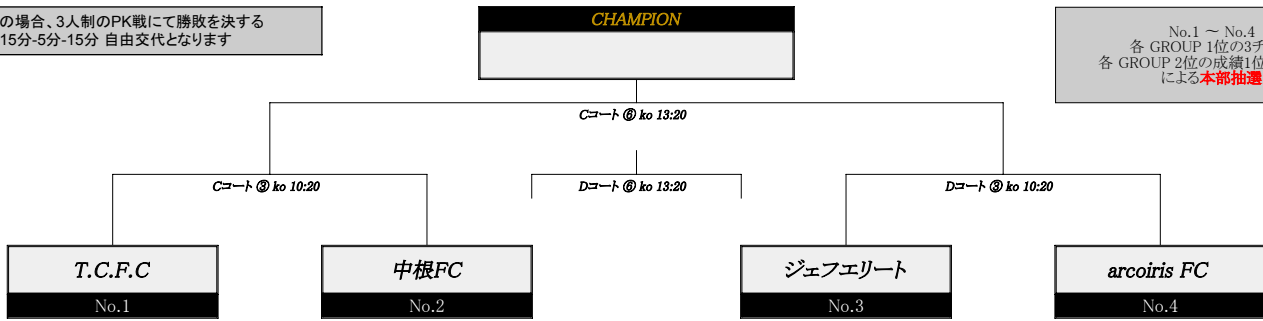 の場合、3人制のPK戦にて勝敗を決する
15分-5分-15分 自由交代となります
CHAMPION
No.1 ～ No.4
各 GROUP 1位の3チ
各 GROUP 2位の成績1位
による本部抽選
Cコート ⑥ ko 13:20
Cコート ③ ko 10:20
Dコート ⑥ ko 13:20
Dコート ③ ko 10:20
T.C.F.C
中根FC
ジェフエリート
arcoiris FC
No.1
No.2
No.3
No.4